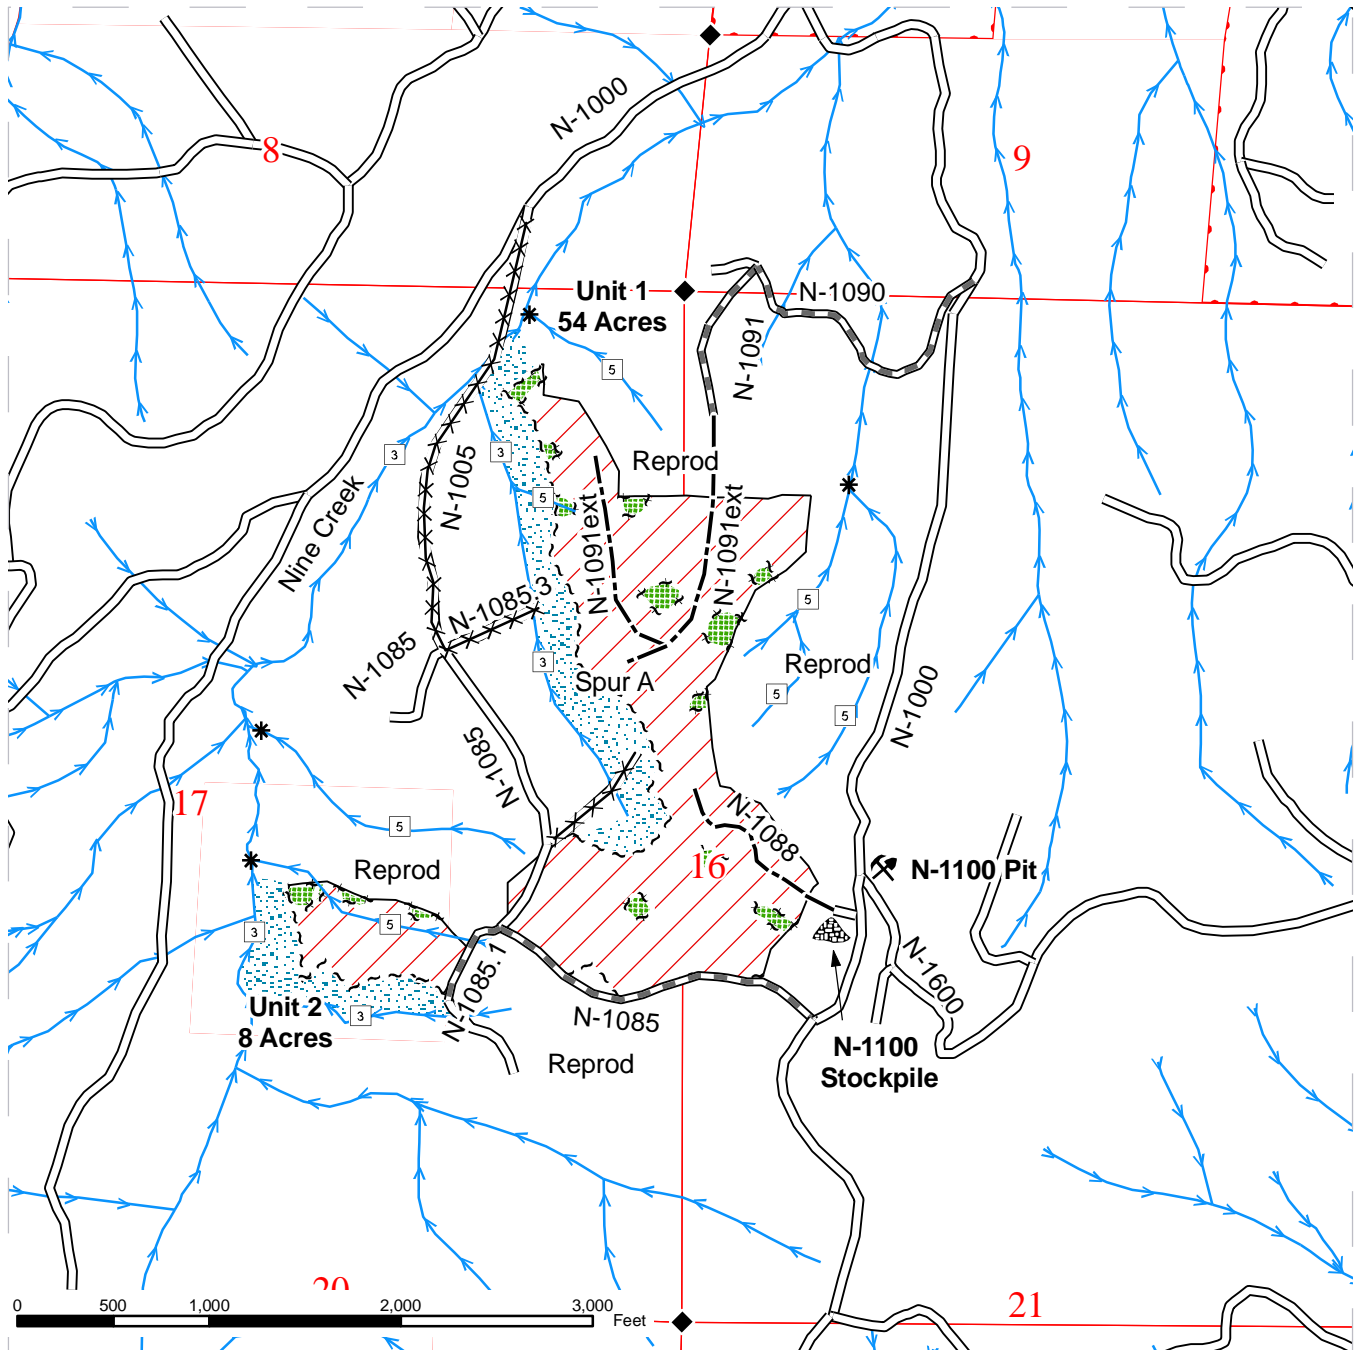 N-1000
8
9
Unit 1
54 Acres
N-1090
N-1091
5
3
N-1005
3
Reprod
5
Nine Creek
N-1091ext
N-1091ext
N-1085.3
5
N-1085
3
Reprod
Spur A
5
N-1000
5
N-1085
17
N-1088
5
Reprod
16
N-1100 Pit
3
5
N-1085.1
N-1600
Unit 2
8 Acres
3
N-1085
Reprod
N-1100
Stockpile
20
21
0 500 1,000 2,000 3,000
Feet